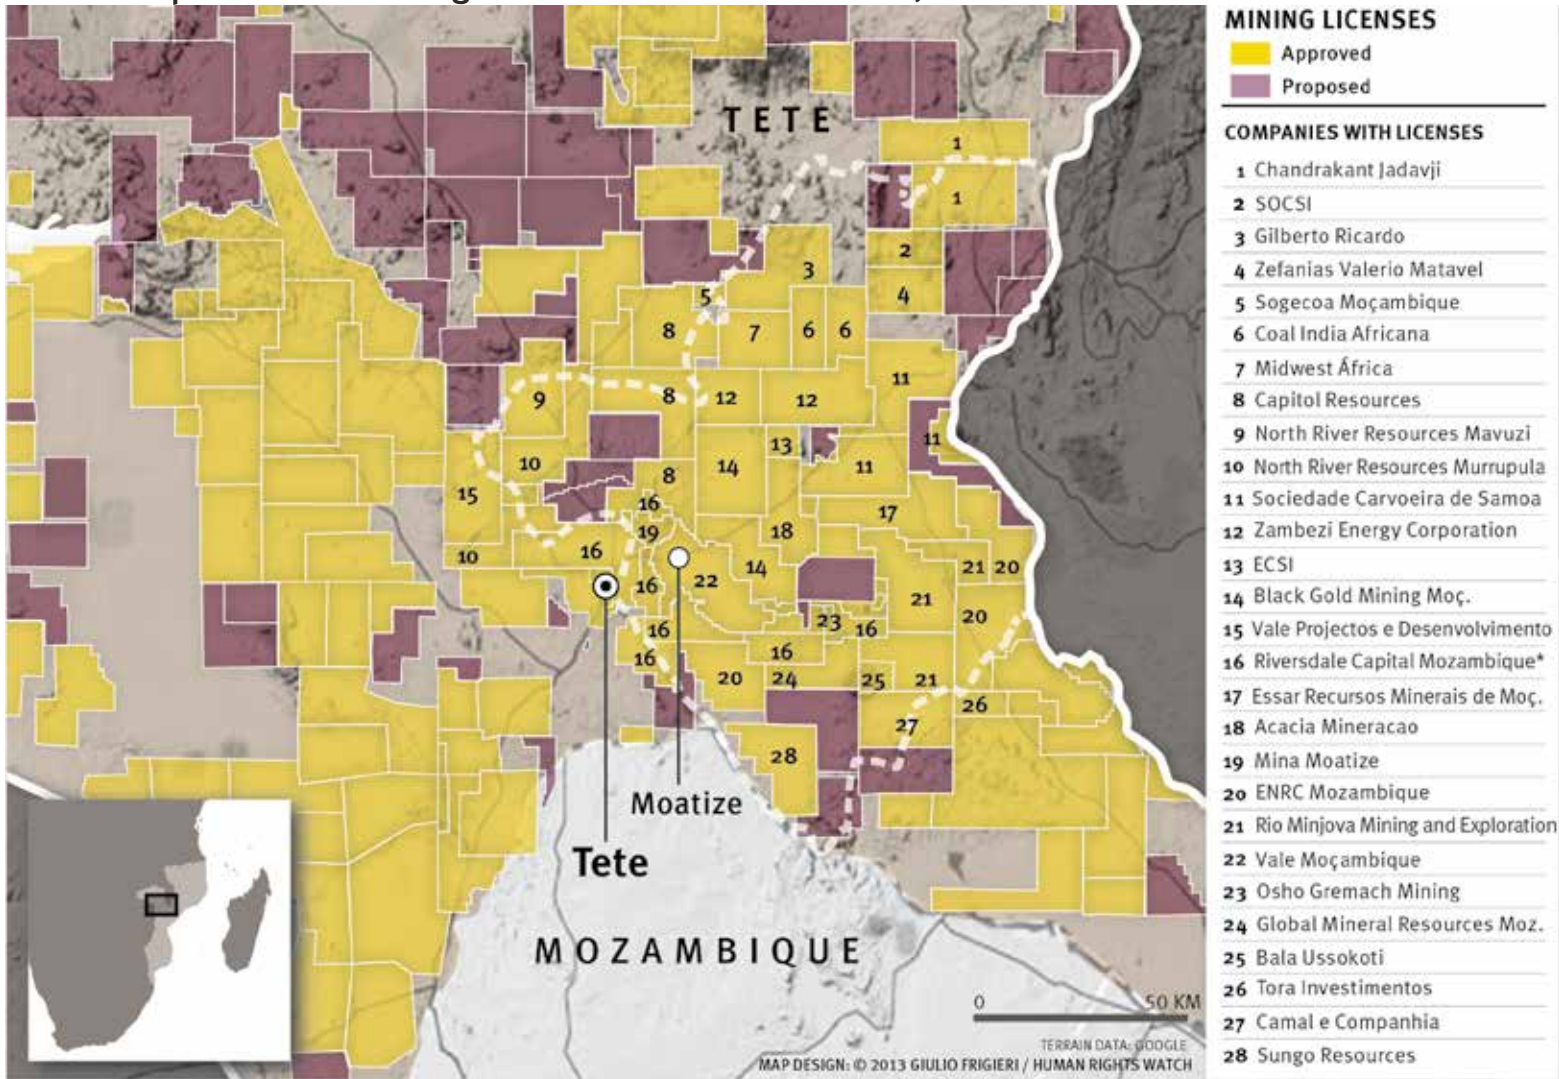 TETE
1
1
2
3
5
4
8
7
6
6
11
9
8
12
12
13
11
10
14
11
8
15
16
17
19
18
10
16
14
21
20
22
16
21
20
23
16
16
16
16
20
24
25
21
26
27
28
Moatize
Tete
MOZAMBIQUE
0 50 KM
TERRAIN DATA: GOOGLE
MAP DESIGN: © 2013 GIULIO FRIGIERI / HUMAN RIGHTS WATCH
MINING LICENSES
Approved
Proposed
COMPANIES WITH LICENSES
1 Chandrakant Jadavji
2 SOCSI
3 Gilberto Ricardo
4 Zefanias Valerio Matavel
5 Sogecoa Moçambique
6 Coal India Africana
7 Midwest África
8 Capitol Resources
9 North River Resources Mavuzi
10 North River Resources Murrupula
11 Sociedade Carvoeira de Samoa
12 Zambezi Energy Corporation
13 ECSI
14 Black Gold Mining Moç.
15 Vale Projectos e Desenvolvimento
16 Riversdale Capital Mozambique*
17 Essar Recursos Minerais de Moç.
18 Acacia Mineracao
19 Mina Moatize
20 ENRC Mozambique
21 Rio Minjova Mining and Exploration
22 Vale Moçambique
23 Osho Gremach Mining
24 Global Mineral Resources Moz.
25 Bala Ussokoti
26 Tora Investimentos
27 Camal e Companhia
28 Sungo Resources